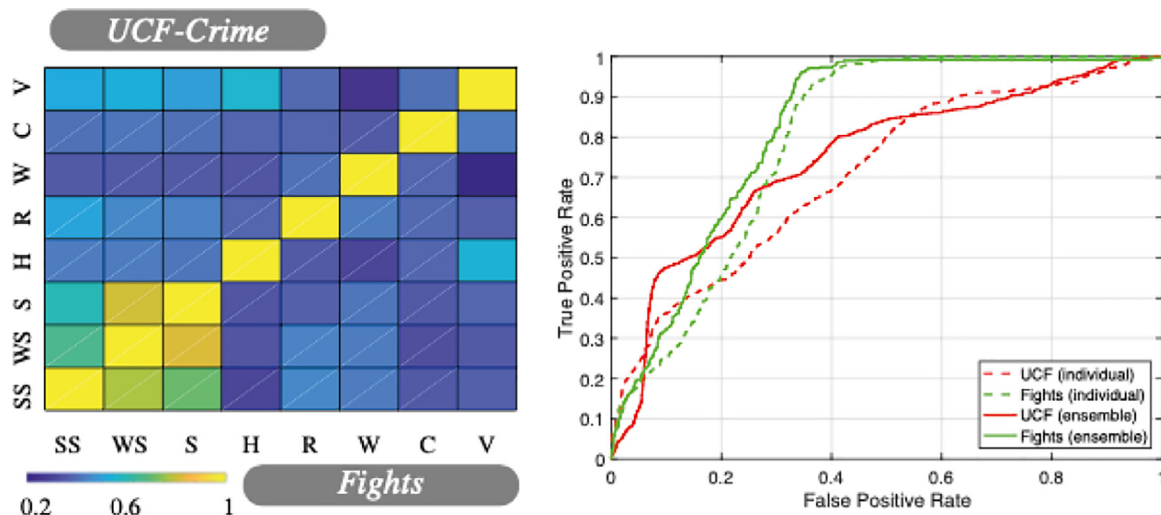 UCF-Crime
V
C
W
R
H
S
WS
SS
SS WS S H R W C V
0.2 0.6 1
Fights
1
0.9
0.8
0.7
0.6
0.5
0.4
0.3
0.2
0.1
0
True Positive Rate
UCF (individual)
Fights (individual)
UCF (ensemble)
Fights (ensemble)
0 0.2 0.4 0.6 0.8 1
False Positive Rate